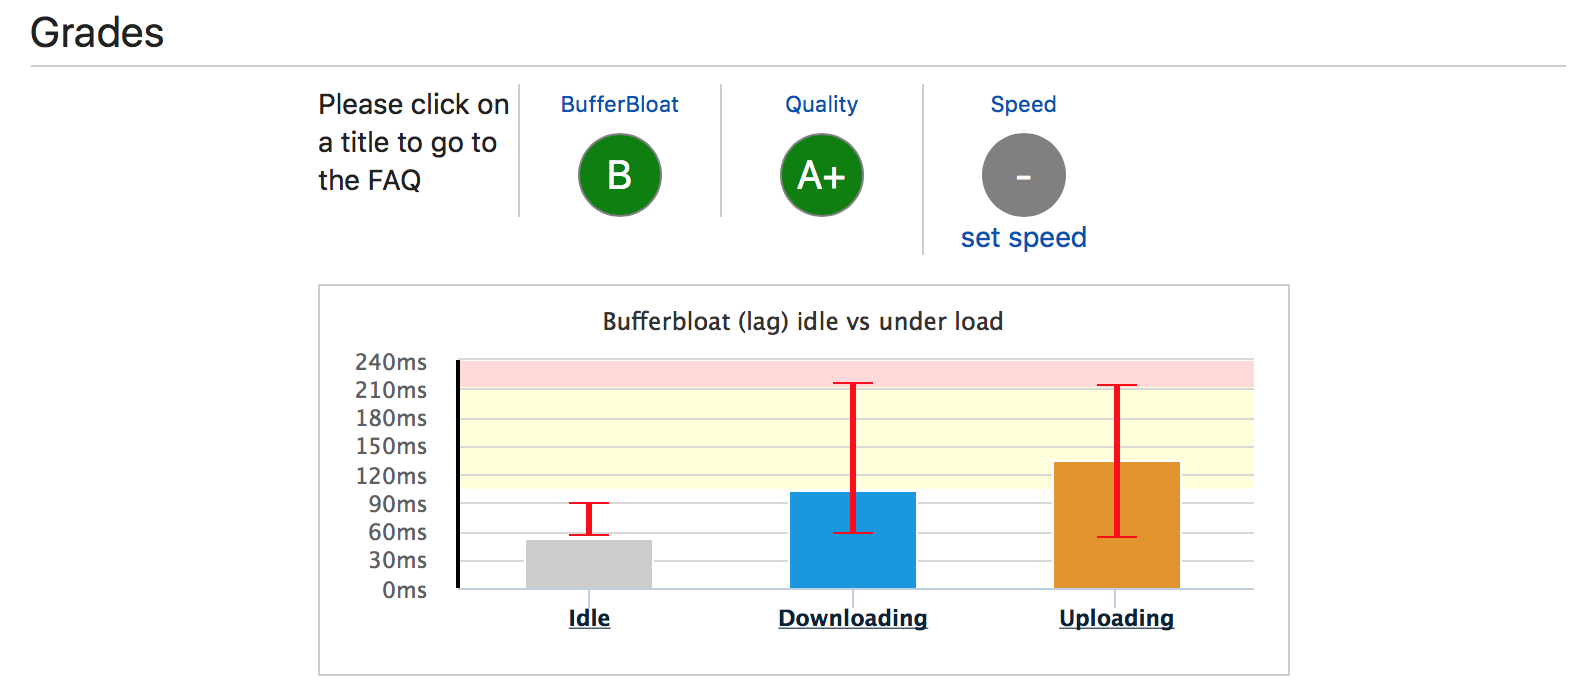 Grades
Please click on
a title to go to
the FAQ
BufferBloat
B
Quality
A+
Speed
-
set speed
Bufferbloat (lag) idle vs under load
240ms
210ms
180ms
150ms
120ms
90ms
60ms
30ms
0ms
Idle
Downloading
Uploading